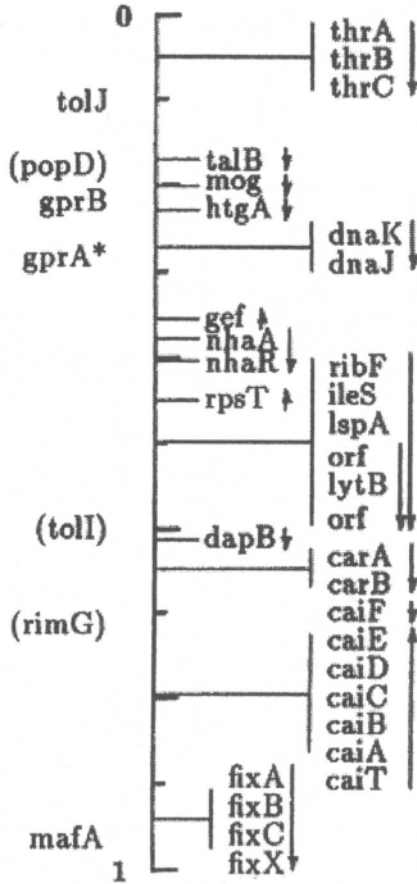 0
thrA
thrB
thrC
tolJ
(popD) talB
mog
gprB htgA
dnaK
gprA* dnaJ
gef
nhaA
nhaR ribF
ileS
rpsT lspA
orf
lytB
(tolI) orf
dapB carA
carB
(rimG) caiF
caiE
caiD
caiC
caiB
caiA
fixA caiT
fixB
mafA fixC
1 fixX